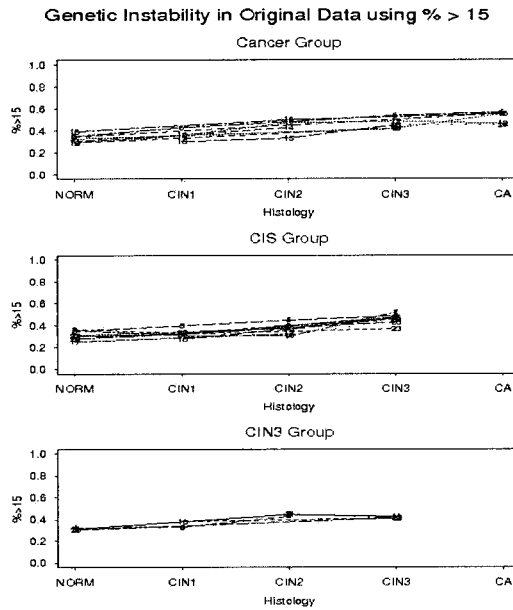 Genetic Instability in Original Data using % > 15
Cancer Group
1.0
0.8
0.6
0.4
0.2
0.0
%>15
NORM CIN1 CIN2 CIN3 CA
Histology
CIS Group
1.0
0.8
0.6
0.4
0.2
0.0
%>15
NORM CIN1 CIN2 CIN3 CA
Histology
CIN3 Group
1.0
0.8
0.6
0.4
0.2
0.0
%>15
NORM CIN1 CIN2 CIN3 CA
Histology